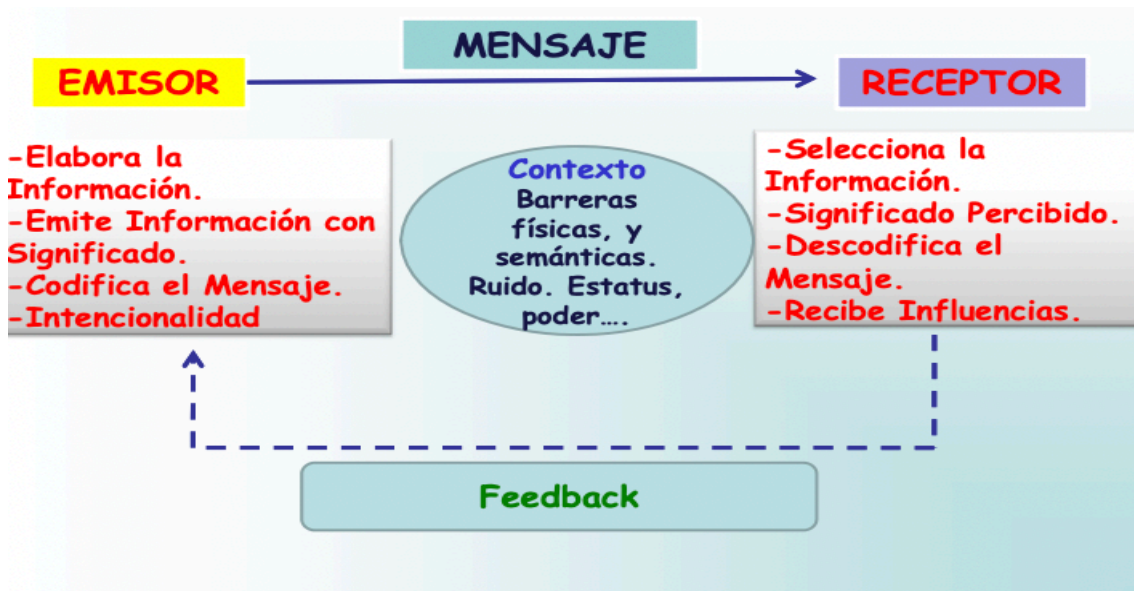 MENSAJE
EMISOR
RECEPTOR
-Elabora la
Información.
-Emite Información con
Significado.
-Codifica el Mensaje.
-Intencionalidad
Contexto
Barreras
físicas, y
semánticas.
Ruido. Estatus,
poder….
-Selecciona la
Información.
-Significado Percibido.
-Descodifica el
Mensaje.
-Recibe Influencias.
Feedback